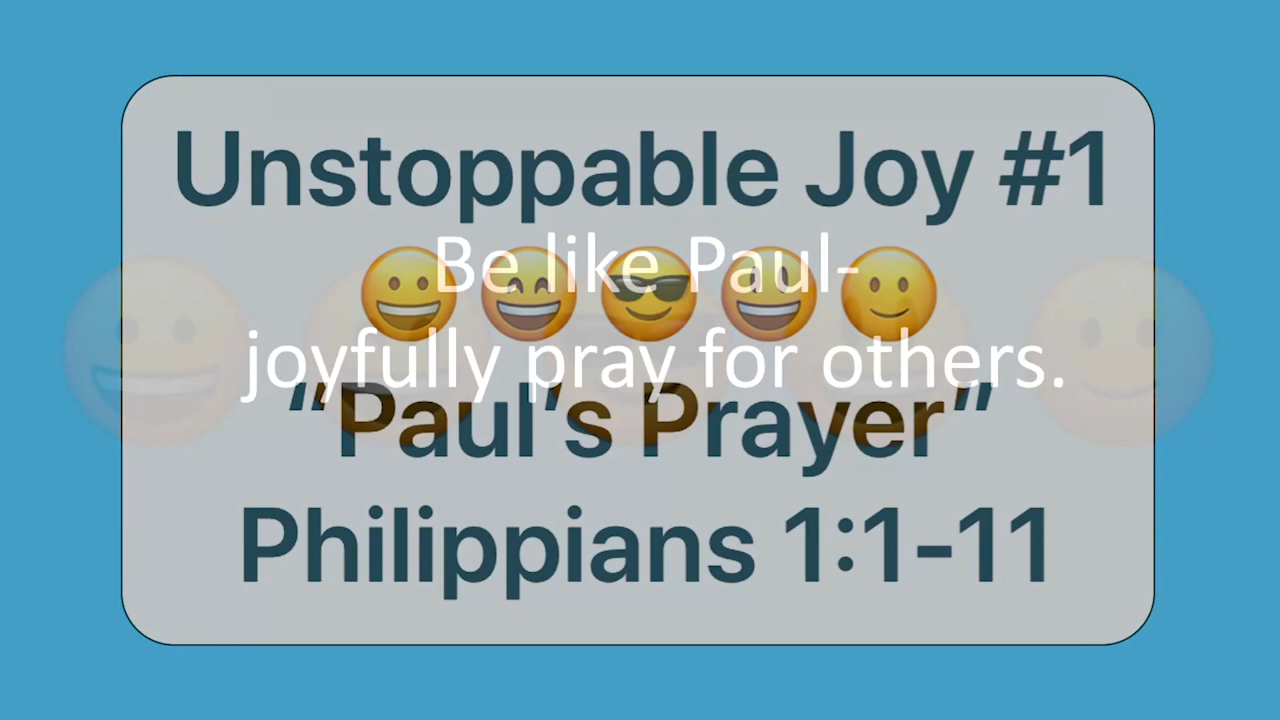 Unstoppable Joy #1
Be like Paul-
joyfully pray for others.
“Paul’s Prayer”
Philippians 1:1-11